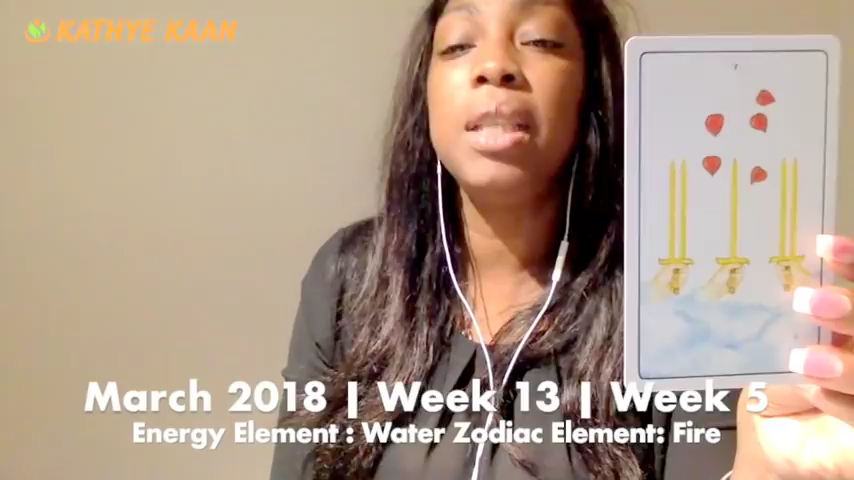 KATHYE KAAN
March 2018 | Week 13 | Week 5
Energy Element : Water Zodiac Element: Fire